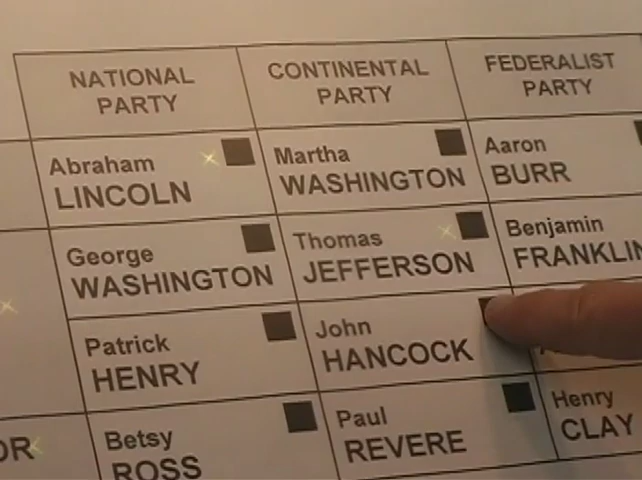 NATIONAL
PARTY
CONTINENTAL
PARTY
FEDERALIST
PARTY
Abraham
LINCOLN
Martha
WASHINGTON
Aaron
BURR
George
WASHINGTON
Thomas
JEFFERSON
Benjamin
FRANKLIN
Patrick
HENRY
John
HANCOCK
OR
Betsy
ROSS
Paul
REVERE
Henry
CLAY